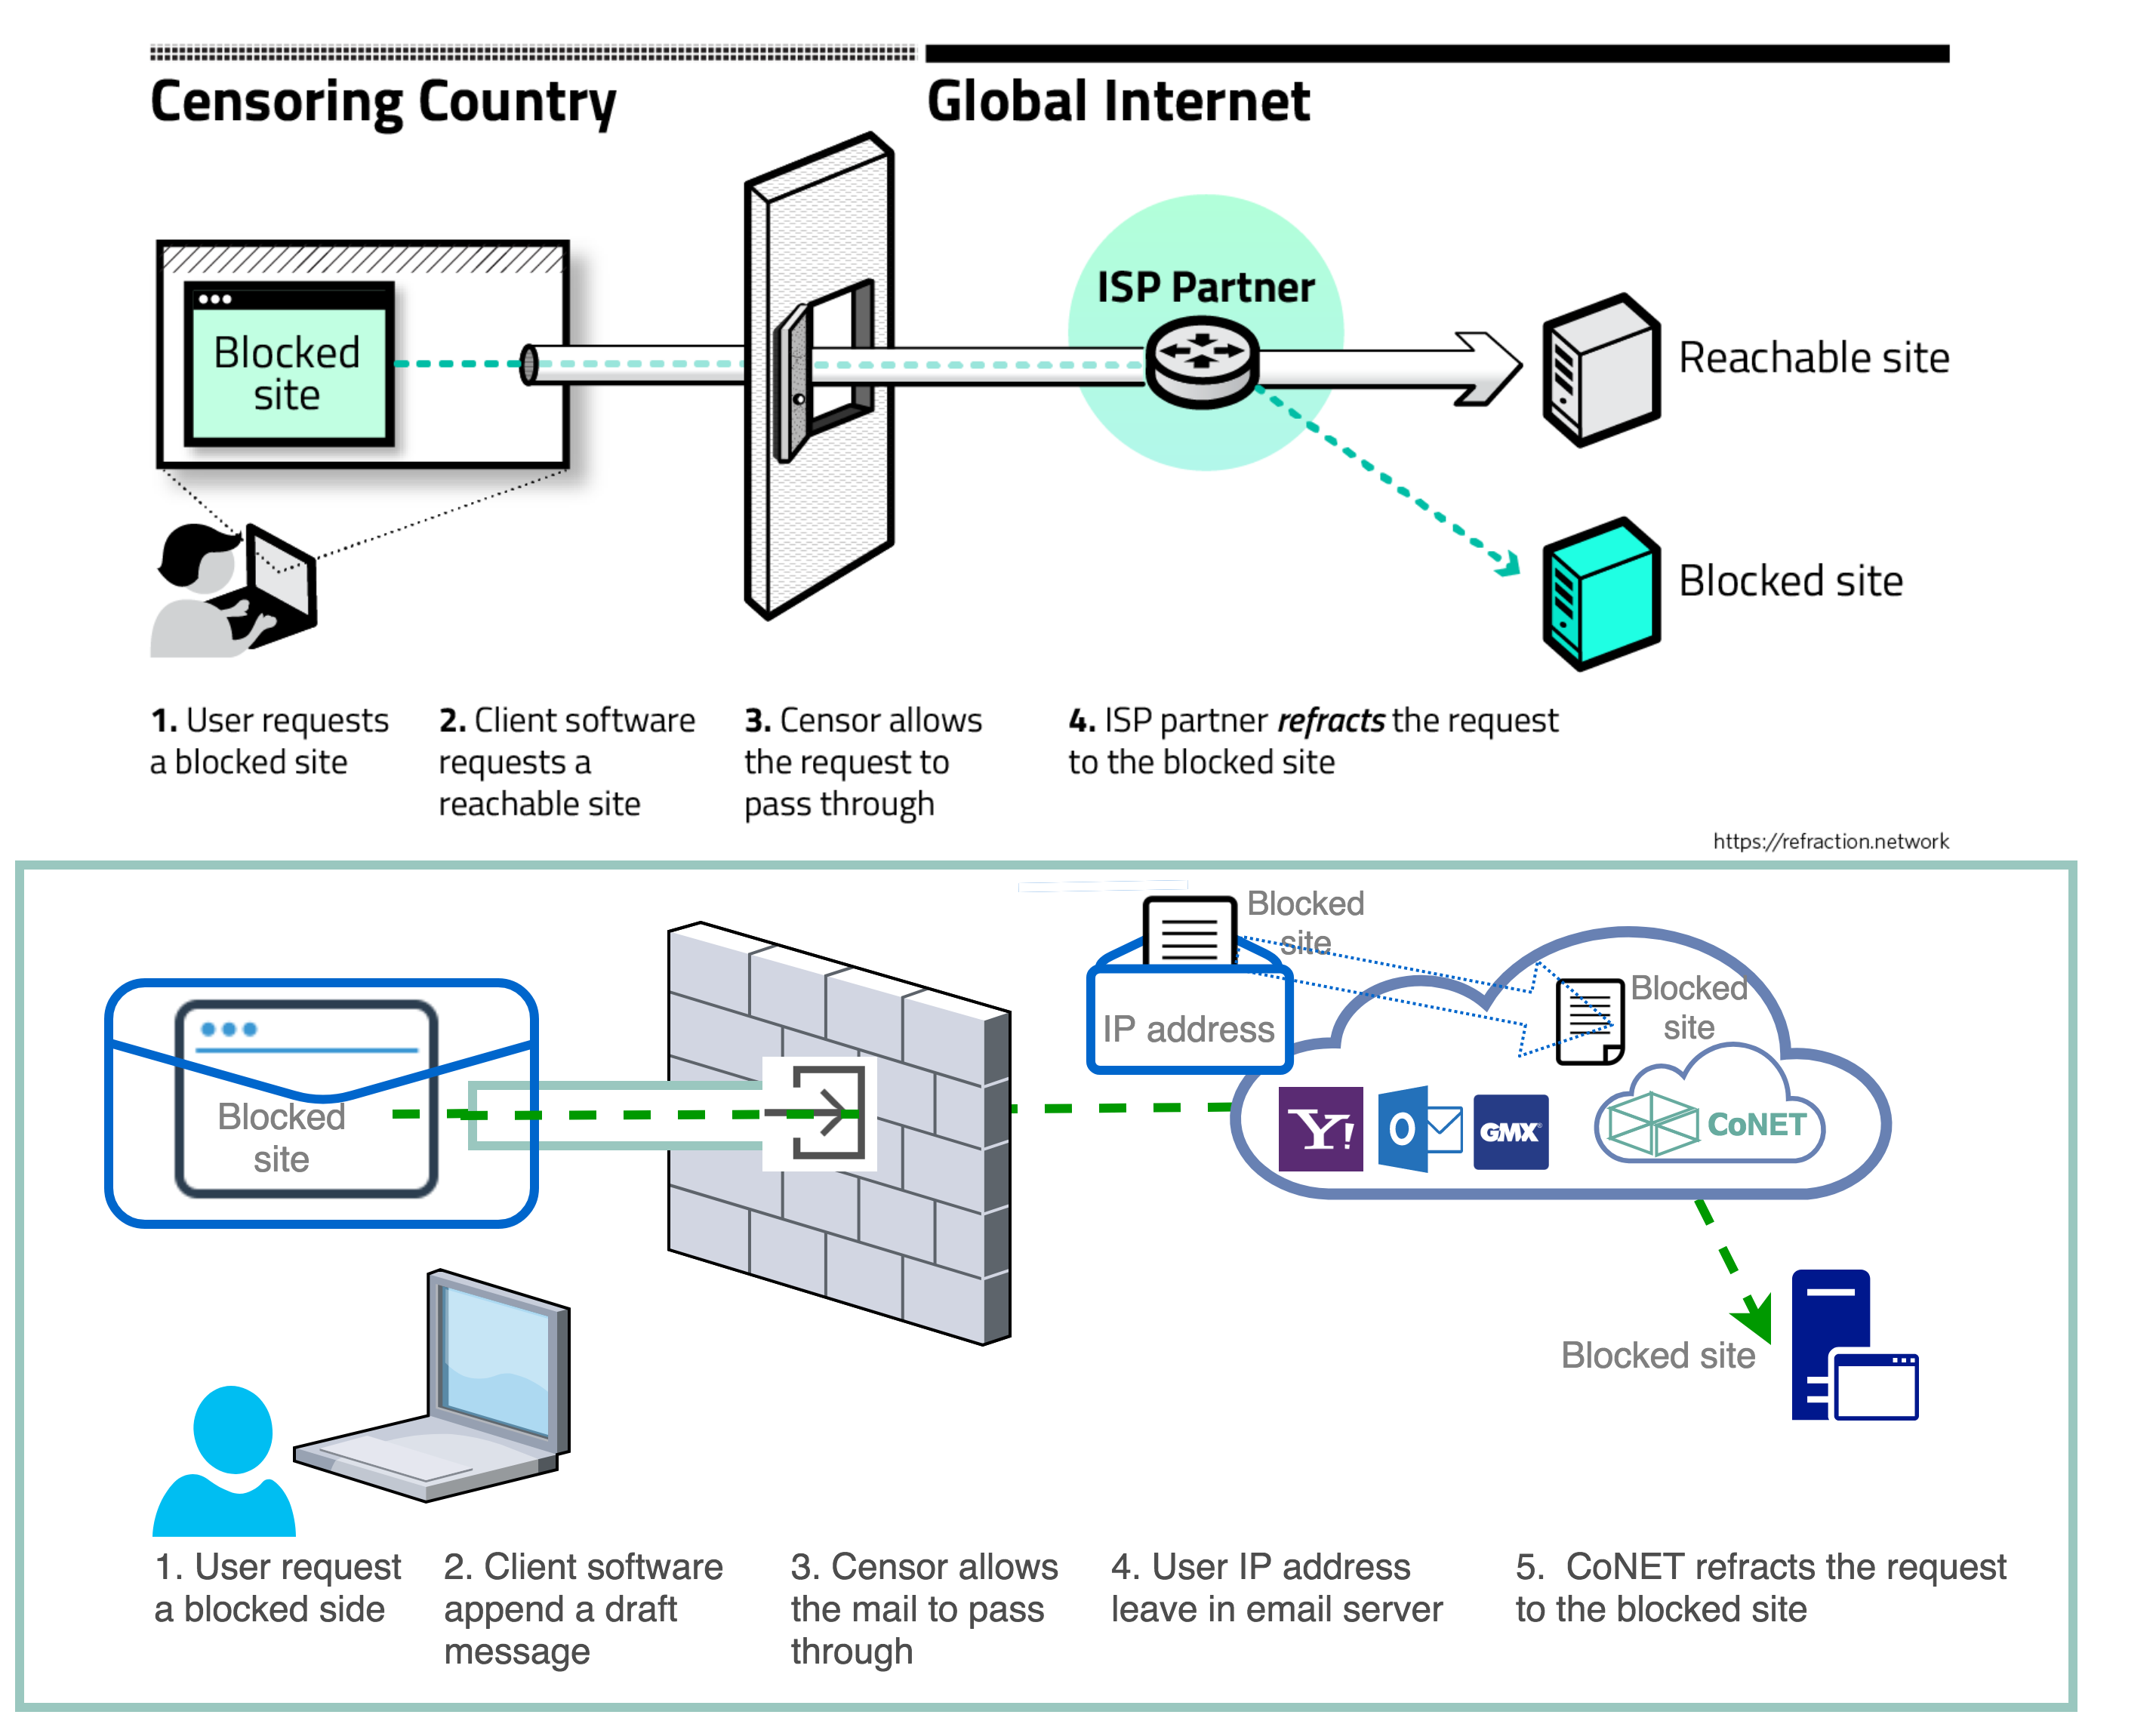 Censoring Country
Global Internet
ISP Partner
Blocked
site
Reachable site
Blocked site
1. User requests
a blocked site
2. Client software
requests a
reachable site
3. Censor allows
the request to
pass through
4. ISP partner refracts the request
to the blocked site
https://refraction.network
Blocked
site
IP address
Blocked
site
Blocked
site
Y!
O
GMX
CoNET
Blocked site
1. User request
a blocked side
2. Client software
append a draft
message
3. Censor allows
the mail to pass
through
4. User IP address
leave in email server
5. CoNET refracts the request
to the blocked site